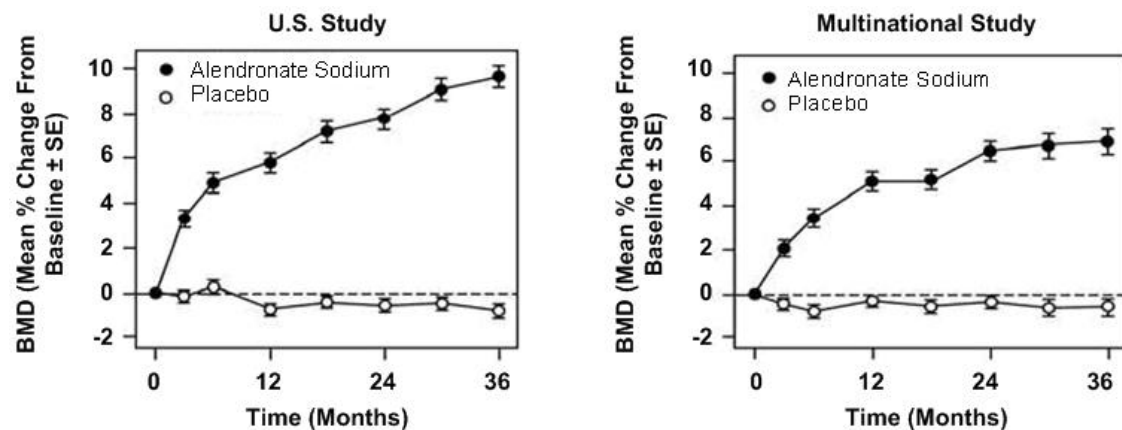 U.S. Study
BMD (Mean % Change From
Baseline ± SE)
10
8
6
4
2
0
-2
Alendronate Sodium
Placebo
0
12
24
36
Time (Months)
Multinational Study
BMD (Mean % Change From
Baseline ± SE)
10
8
6
4
2
0
-2
Alendronate Sodium
Placebo
0
12
24
36
Time (Months)